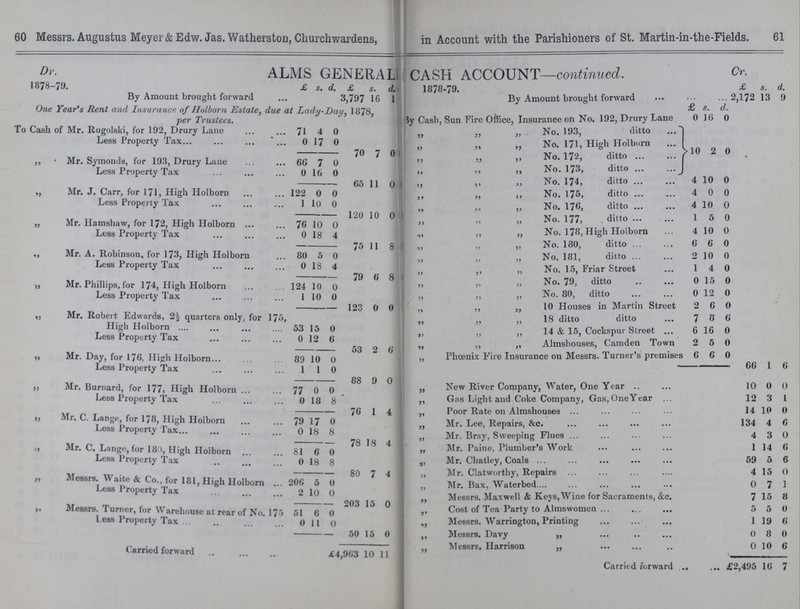 60 Messrs. Augustus Meyer & Edw. Jas. Watherston, Churchwardens,
Dr. ALMS GENERAL
1878-79. £ s. d. £ s. d.
By Amount brought forward ... 3,797 16 1
One Year's Rent and Insurance of Holborn Estate, due at Lady-Day, 1878,
per Trustees.
To Cash of Mr. Rugolski, for 192, Drury Lane ... ... 71 4 0
Less Property Tax... ... ... 0 17 0
70 7 0
,, Mr. Symonds, for 193, Drury Lane ... ... 66 7 0
Less Property Tax ... ... ... 0 16 0
65 11 0
,, Mr. J. Carr, for 171, High Holborn ... ... 122 0 0
Less Property Tax ... ... ... 1 10 0
120 10 0
,, Mr. Hamshaw, for 172, High Holborn ... ... 76 10 0
Less Property Tax ... ... ... 0 18 4
75 11 8
,, Mr. A. Robinson, for 173, High Holborn ... 80 5 0
Less Property Tax ... ... ... 0 18 4
79 6 8
,, Mr. Phillips, for 174, High Holborn ... ... 124 10 0
Less Property Tax ... ... ... 1 10 0
123 0 0
,, Mr. Robert Edwards, 2½ quarters only, for 175,
High Holborn .... ... ... ... 53 15 0
Less Property Tax ... ... ... 0 12 6
53 2 6
,, Mr. Day, for 176, High Holborn... ... ... 89 10 0
Less Property Tax ... ... ... 1 1 0
88 9 0
,, Mr. Burnard, for 177, High Holborn ... ... 77 0 0
Less Property Tax ... ... ... 0 18 8
76 1 4
,, Mr. C. Lange, for 178, High Holborn ... ... 79 17 0
Less Property Tax... ... ... 0 18 8
78 18 4
,, Mr. C. Lange, for 180, High Holborn ... ... 81 6 0
Less Property Tax ... ... ... 0 18 8
80 7 4
,, Messrs. Waite & Co., for 181, High Holborn ... 206 5 0
Less Property Tax ... ... ... 2 10 0
203 15 0
,, Messrs. Turner, for Warehouse at rear of No. 175 51 6 0
Less Property Tax ... ... ... 0 11 0
50 15 0
Carried forward .. ... .. £4,963 10 11
in Account with the Parishioners of St. Martin-in-the-Fields. 61
CASH ACCOUNT—continued. Cr.
1878-79. £ s. d.
By Amount brought forward ... ... ... 2,172 13 9
£ s. d.
By Cash, Sun Fire Office, Insurance on No. 192, Drury Lane 0 16 0
,, ,, ,, No. 193, ditto ...
,, ,, ,, No. 171, High Holborn ...
,, ,, ,, No. 172, ditto ... ... 10 2 0
,, ,, ,, No. 173, ditto ... ...
,, ,, ,, No. 174, ditto ... ... 4 10 0
,, ,, ,, No. 175, ditto ... ... 4 0 0
,, ,, ,, No. 176, ditto ... ... 4 10 0
,, ,, ,, No. 177, ditto ... ... 1 5 0
,, ,, ,, No. 178, High Holborn 4 10 0
,, ,, ,, No. 180, ditto ... ... 6 6 0
,, ,, ,, No. 181, ditto ... ... 2 10 0
,, ,, ,, No. 15, Friar Street ... 1 4 0
,, ,, ,, No. 79, ditto .. ... 0 15 0
,, ,, ,, No. 80, ditto ... ... 0 12 0
,, ,, ,, 10 Houses in Martin Street 2 6 0
,, ,, ,, 18 ditto ditto ... 7 8 6
,, ,, ,, 14 & 15, Cockspur Street ... 6 16 0
,, ,, ,, Almshouses, Camden Town 2 5 0
,, Phœnix Fire Insurance on Messrs. Turner's premises 6 6 0
66 1 6
,, New River Company, Water, One Year .. ... 10 0 0
,, Gas Light and Coke Company, Gas, One Year ... 12 3 1
,, Poor Rate on Almshouses ... ... ... ... 14 10 0
,, Mr. Lee, Repairs, &c. ... ... ... ... 134 4 6
,, Mr. Bray, Sweeping Flues ... ... ... ... 4 3 0
,, Mr. Paine, Plumber's Work ... ... ... 1 14 6
,, Mr. Chatley, Coals ... ... ... ... ... 59 5 6
,, Mr. Clatworthy, Repairs ... ... ... ... 4 15 0
,, Mr. Bax, Waterbed.... ... ... ... ... 0 7 1
,, Messrs. Maxwell & Keys, Wine for Sacraments, &c. 7 15 8
,, Cost of Tea Party to Almswomen ... ... ... 5 5 0
,, Messrs. Warrington, Printing ... ... ... 1 19 6
,, Messrs. Davy ,, ... ... ... 0 8 0
,, Messrs. Harrison ,, ... ... .. 0 10 6
Carried forward ... ... £2,495 16 7